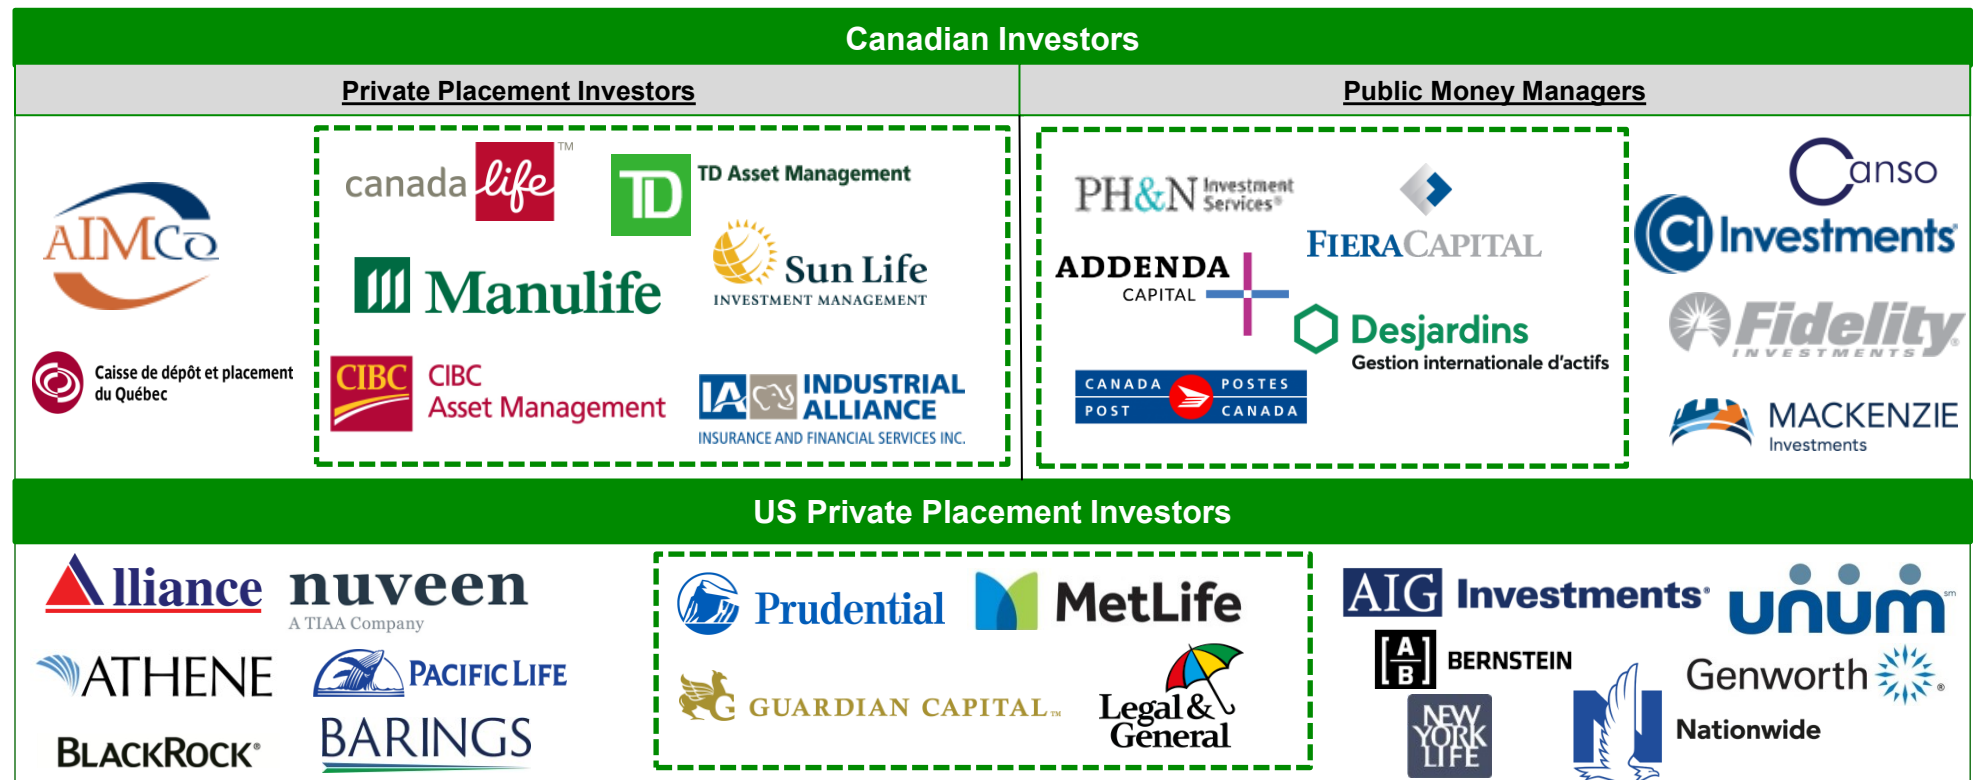 Canadian Investors
Private Placement Investors
Public Money Managers
AIMCo
Caisse de dépôt et placement
du Québec
canada life™
TD
TD Asset Management
Manulife
Sun Life
INVESTMENT MANAGEMENT
CIBC
CIBC
Asset Management
IA
INDUSTRIAL
ALLIANCE
INSURANCE AND FINANCIAL SERVICES INC.
PH&N Investment
Services®
FIERACAPITAL
ADDENDA
CAPITAL
Desjardins
Gestion internationale d'actifs
CANADA POSTES
POST CANADA
Canso
CI Investments®
Fidelity®
INVESTMENTS
MACKENZIE
Investments
US Private Placement Investors
Alliance
nuveen
A TIAA Company
ATHENE
PACIFIC LIFE
BLACKROCK®
BARINGS
Prudential
MetLife
GUARDIAN CAPITAL™
Legal &
General
AIG Investments®
unum℠
[A
B]
BERNSTEIN
Genworth®
NEW
YORK
LIFE
N
Nationwide